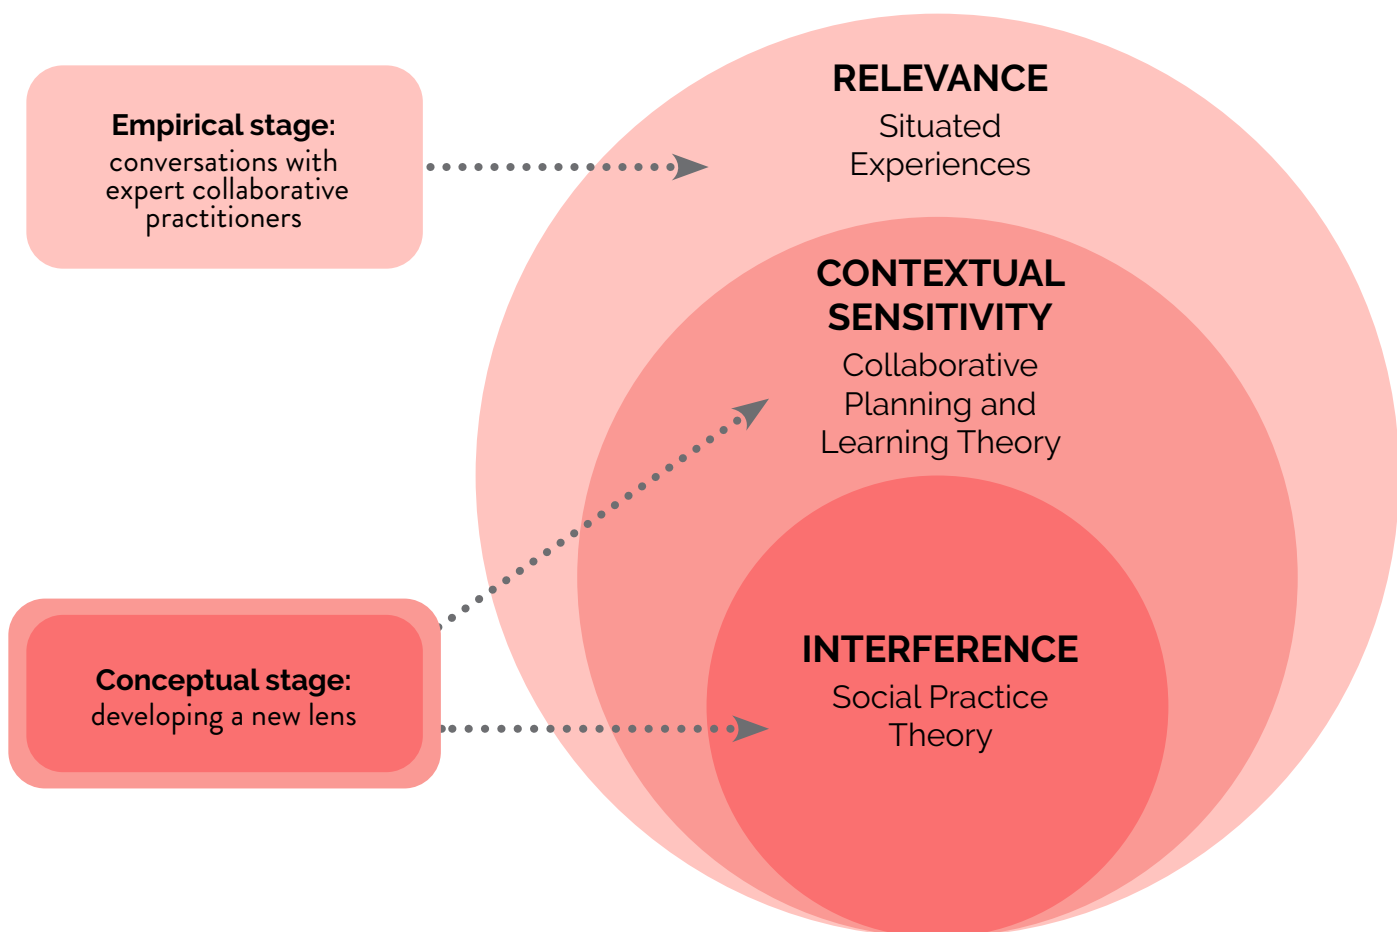 Empirical stage:
conversations with
expert collaborative
practitioners
RELEVANCE
Situated
Experiences
CONTEXTUAL
SENSITIVITY
Collaborative
Planning and
Learning Theory
Conceptual stage:
developing a new lens
INTERFERENCE
Social Practice
Theory